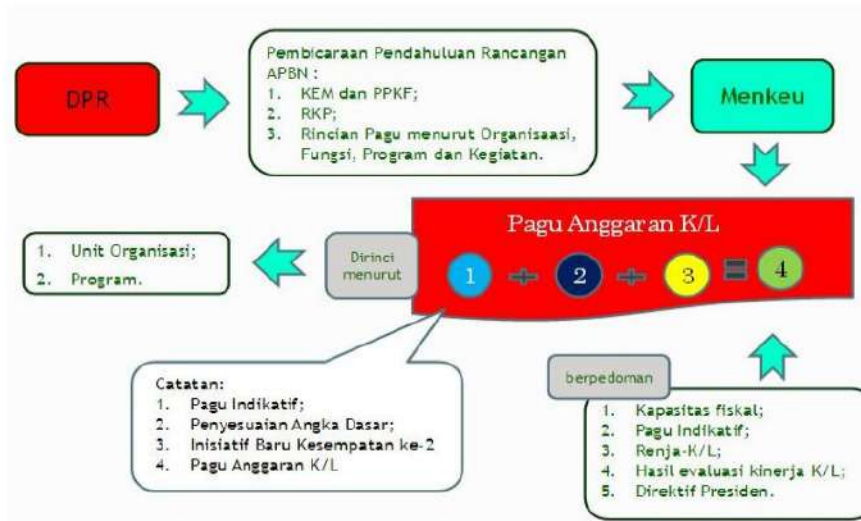 DPR
Pembicaraan Pendahuluan Rancangan
APBN :
1. KEM dan PPKF;
2. RKP;
3. Rincian Pagu menurut Organisaasi,
Fungsi, Program dan Kegiatan.
Menkeu
Pagu Anggaran K/L
1 + 2 + 3 = 4
Dirinci
menurut
1. Unit Organisasi;
2. Program.
Catatan:
1. Pagu Indikatif;
2. Penyesuaian Angka Dasar;
3. Inisiatif Baru Kesempatan ke-2
4. Pagu Anggaran K/L
berpedoman
1. Kapasitas fiskal;
2. Pagu Indikatif;
3. Renja-K/L;
4. Hasil evaluasi kinerja K/L;
5. Direktif Presiden.